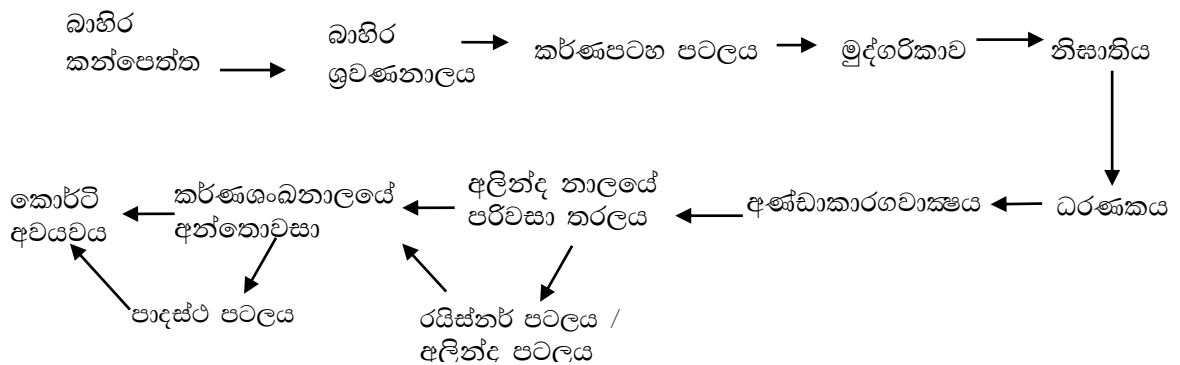 බාහිර
කන්පෙත්ත
බාහිර
ශ්‍රවණනාලය
කර්ණපටහ පටලය
මුද්ගරිකාව
නිඝාතිය
ධරණකය
අණ්ඩාකාරගවාක්‍ෂය
අලින්ද නාලයේ
පරිවසා තරලය
රයිස්නර් පටලය /
අලින්ද පටලය
කර්ණශංඛනාලයේ
අන්තොවසා
පාදස්ථ පටලය
කොර්ටි
අවයවය